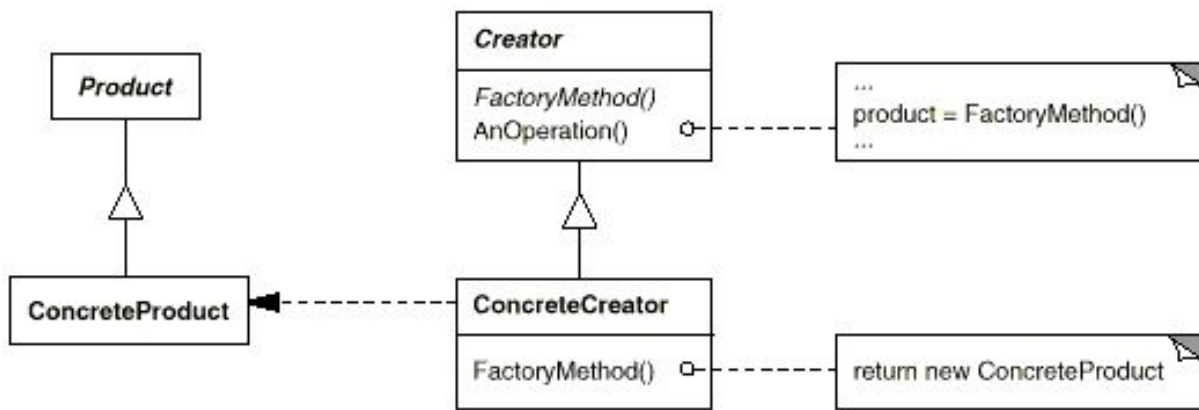 Creator
Product
FactoryMethod()
AnOperation()
...
product = FactoryMethod()
...
ConcreteProduct
ConcreteCreator
FactoryMethod()
return new ConcreteProduct